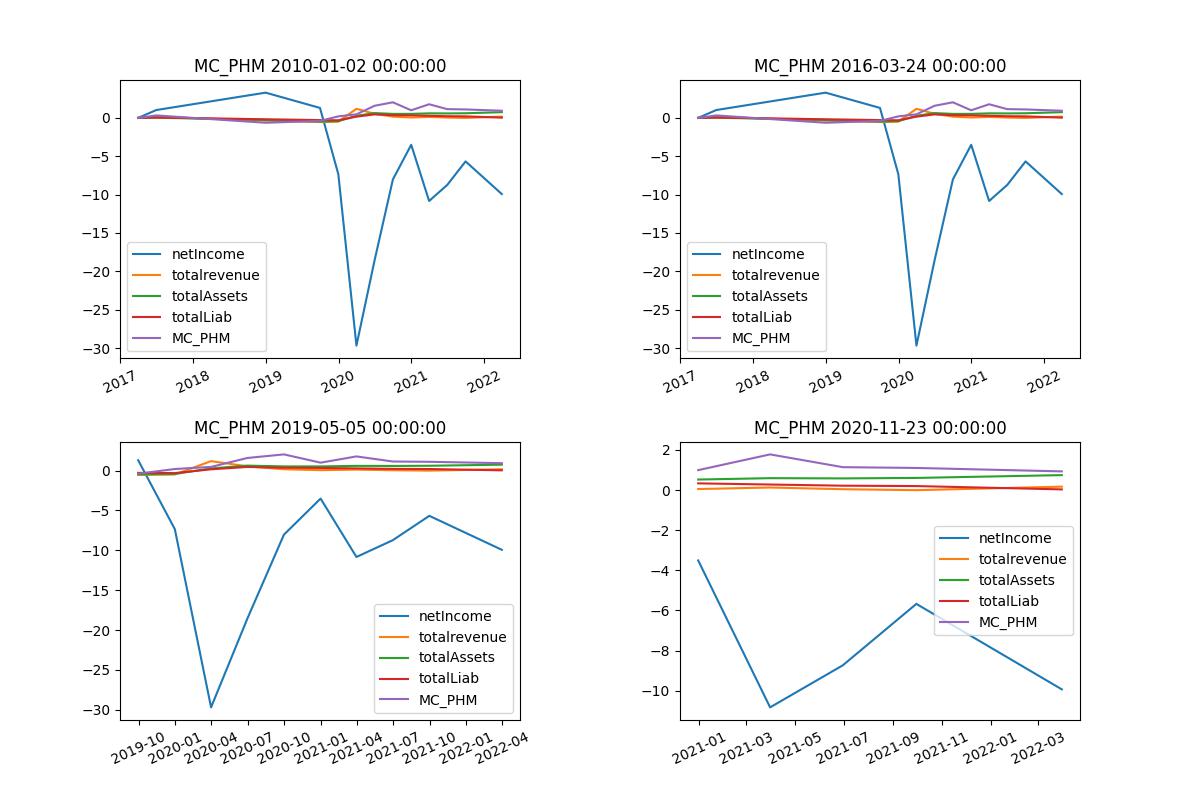 MC_PHM 2010-01-02 00:00:00
0
−5
−10
−15
−20
−25
−30
netIncome
totalrevenue
totalAssets
totalLiab
MC_PHM
2017
2018
2019
2020
2021
2022
MC_PHM 2016-03-24 00:00:00
0
−5
−10
−15
−20
−25
−30
netIncome
totalrevenue
totalAssets
totalLiab
MC_PHM
2017
2018
2019
2020
2021
2022
MC_PHM 2019-05-05 00:00:00
0
−5
−10
−15
−20
−25
−30
netIncome
totalrevenue
totalAssets
totalLiab
MC_PHM
2019-10
2020-01
2020-04
2020-07
2020-10
2021-01
2021-04
2021-07
2021-10
2022-01
2022-04
MC_PHM 2020-11-23 00:00:00
2
0
−2
−4
−6
−8
−10
netIncome
totalrevenue
totalAssets
totalLiab
MC_PHM
2021-01
2021-03
2021-05
2021-07
2021-09
2021-11
2022-01
2022-03